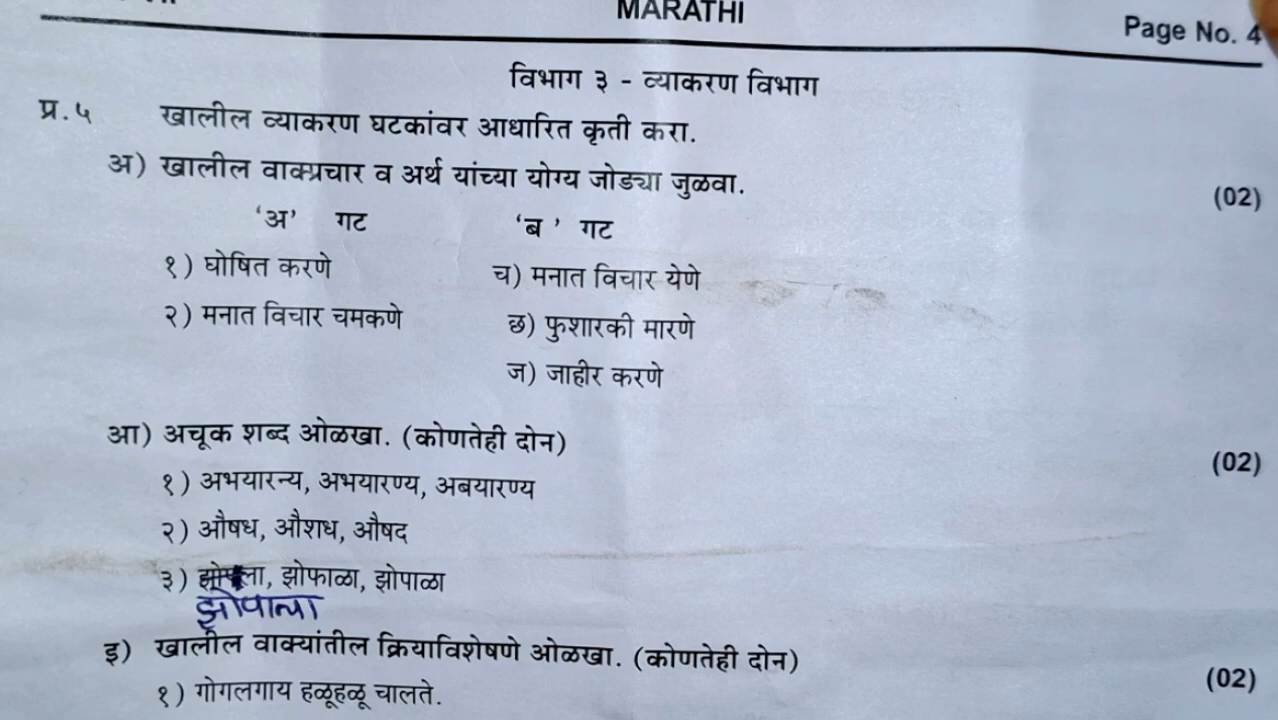 MARATHI
Page No. 4
विभाग ३ - व्याकरण विभाग
प्र.५ खालील व्याकरण घटकांवर आधारित कृती करा.
अ) खालील वाक्प्रचार व अर्थ यांच्या योग्य जोड्या जुळवा. (02)
'अ' गट 'ब' गट
१) घोषित करणे च) मनात विचार येणे
२) मनात विचार चमकणे छ) फुशारकी मारणे
ज) जाहीर करणे
आ) अचूक शब्द ओळखा. (कोणतेही दोन) (02)
१) अभयारन्य, अभयारण्य, अबयारण्य
२) औषध, औशध, औषद
३) झोपला, झोफाळा, झोपाळा
झोपाला
इ) खालील वाक्यांतील क्रियाविशेषणे ओळखा. (कोणतेही दोन) (02)
१) गोगलगाय हळूहळू चालते.